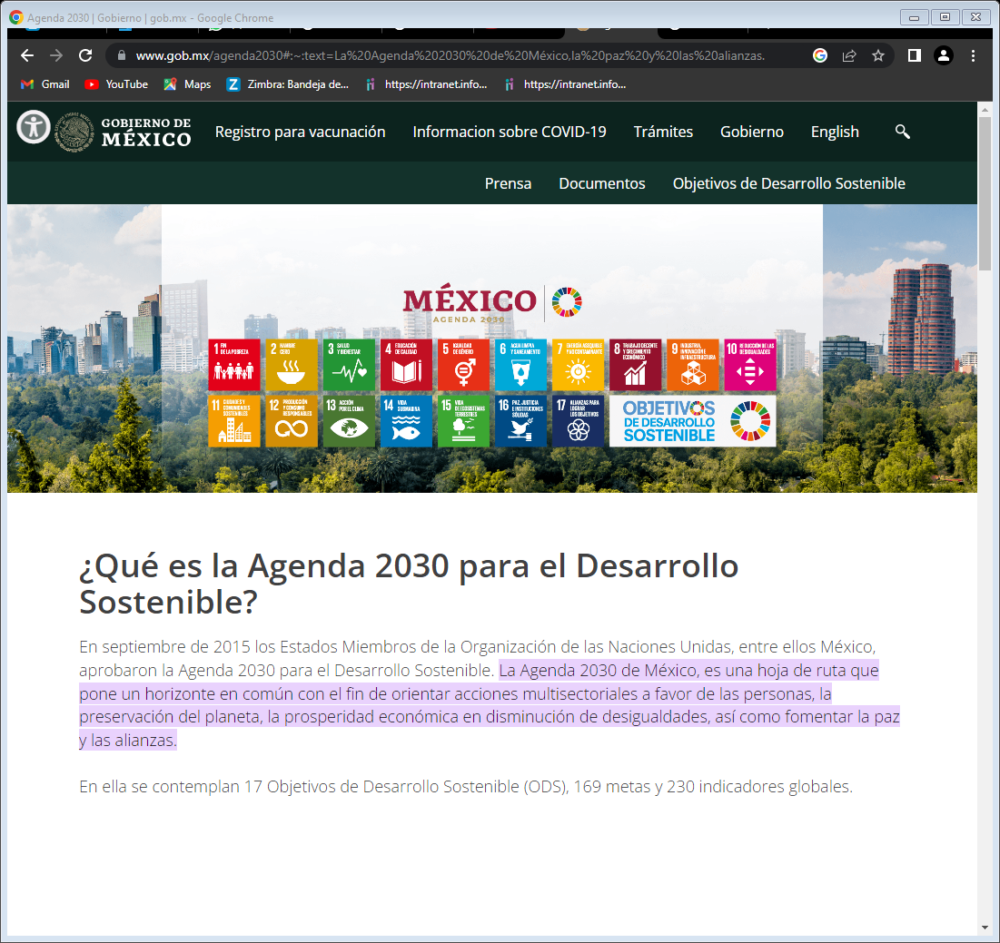 Agenda 2030 | Gobierno | gob.mx - Google Chrome
www.gob.mx/agenda2030#:~:text=La%20Agenda%202030%20de%20México,la%20paz%20y%20las%20alianzas.
Gmail YouTube Maps Zimbra: Bandeja de... https://intranet.info... https://intranet.info...
GOBIERNO DE
MÉXICO
Registro para vacunación Informacion sobre COVID-19 Trámites Gobierno English
Prensa Documentos Objetivos de Desarrollo Sostenible
MÉXICO
AGENDA 2030
1 FIN DE LA POBREZA
2 HAMBRE CERO
3 SALUD Y BIENESTAR
4 EDUCACIÓN DE CALIDAD
5 IGUALDAD DE GÉNERO
6 AGUA LIMPIA Y SANEAMIENTO
7 ENERGÍA ASEQUIBLE Y NO CONTAMINANTE
8 TRABAJO DECENTE Y CRECIMIENTO ECONÓMICO
9 INDUSTRIA, INNOVACIÓN E INFRAESTRUCTURA
10 REDUCCIÓN DE LAS DESIGUALDADES
11 CIUDADES Y COMUNIDADES SOSTENIBLES
12 PRODUCCIÓN Y CONSUMO RESPONSABLES
13 ACCIÓN POR EL CLIMA
14 VIDA SUBMARINA
15 VIDA DE ECOSISTEMAS TERRESTRES
16 PAZ, JUSTICIA E INSTITUCIONES SÓLIDAS
17 ALIANZAS PARA LOGRAR LOS OBJETIVOS
OBJETIVOS
DE DESARROLLO
SOSTENIBLE
¿Qué es la Agenda 2030 para el Desarrollo
Sostenible?
En septiembre de 2015 los Estados Miembros de la Organización de las Naciones Unidas, entre ellos México,
aprobaron la Agenda 2030 para el Desarrollo Sostenible. La Agenda 2030 de México, es una hoja de ruta que
pone un horizonte en común con el fin de orientar acciones multisectoriales a favor de las personas, la
preservación del planeta, la prosperidad económica en disminución de desigualdades, así como fomentar la paz
y las alianzas.
En ella se contemplan 17 Objetivos de Desarrollo Sostenible (ODS), 169 metas y 230 indicadores globales.